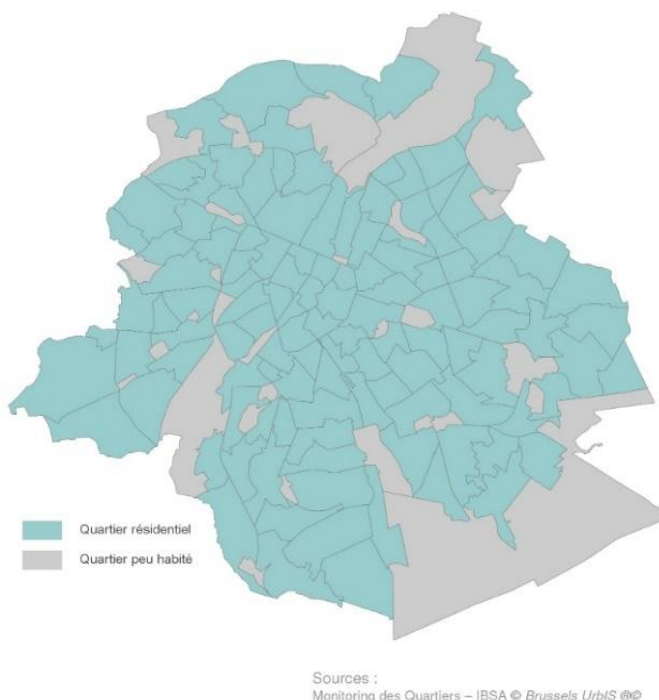 Quartier résidentiel
Quartier peu habité
Sources :
Monitoring des Quartiers – IBSA © Brussels UrbIS ®©